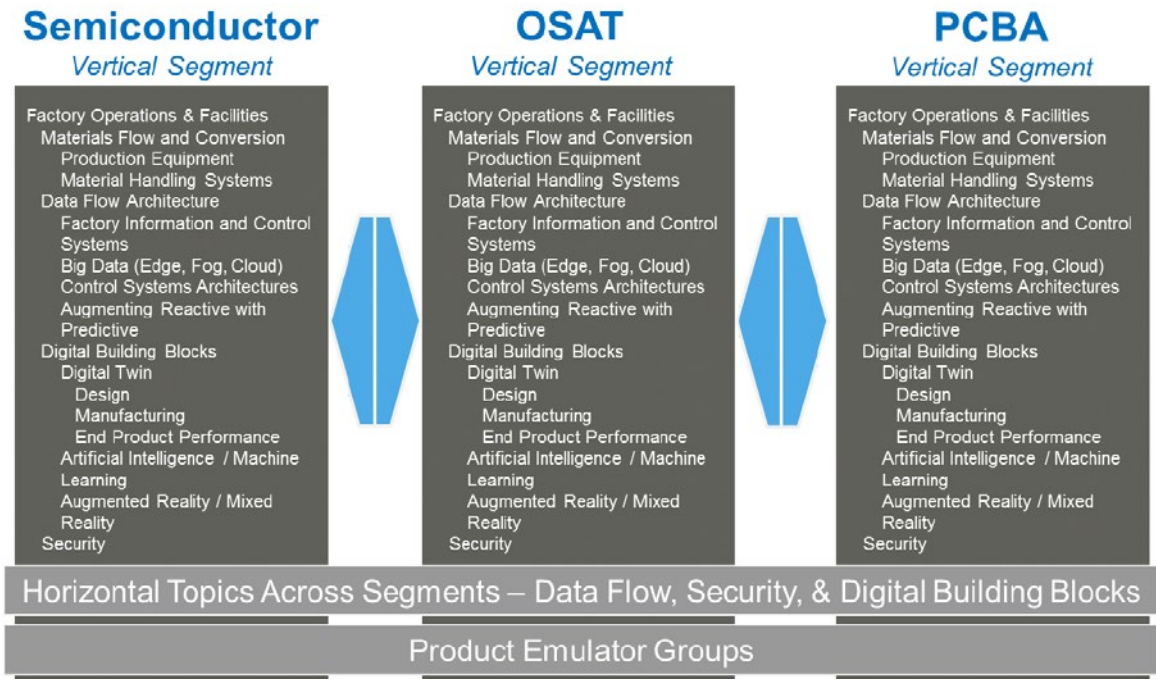 Semiconductor
Vertical Segment
Factory Operations & Facilities
Materials Flow and Conversion
Production Equipment
Material Handling Systems
Data Flow Architecture
Factory Information and Control
Systems
Big Data (Edge, Fog, Cloud)
Control Systems Architectures
Augmenting Reactive with
Predictive
Digital Building Blocks
Digital Twin
Design
Manufacturing
End Product Performance
Artificial Intelligence / Machine
Learning
Augmented Reality / Mixed
Reality
Security
OSAT
Vertical Segment
Factory Operations & Facilities
Materials Flow and Conversion
Production Equipment
Material Handling Systems
Data Flow Architecture
Factory Information and Control
Systems
Big Data (Edge, Fog, Cloud)
Control Systems Architectures
Augmenting Reactive with
Predictive
Digital Building Blocks
Digital Twin
Design
Manufacturing
End Product Performance
Artificial Intelligence / Machine
Learning
Augmented Reality / Mixed
Reality
Security
PCBA
Vertical Segment
Factory Operations & Facilities
Materials Flow and Conversion
Production Equipment
Material Handling Systems
Data Flow Architecture
Factory Information and Control
Systems
Big Data (Edge, Fog, Cloud)
Control Systems Architectures
Augmenting Reactive with
Predictive
Digital Building Blocks
Digital Twin
Design
Manufacturing
End Product Performance
Artificial Intelligence / Machine
Learning
Augmented Reality / Mixed
Reality
Security
Horizontal Topics Across Segments – Data Flow, Security, & Digital Building Blocks
Product Emulator Groups